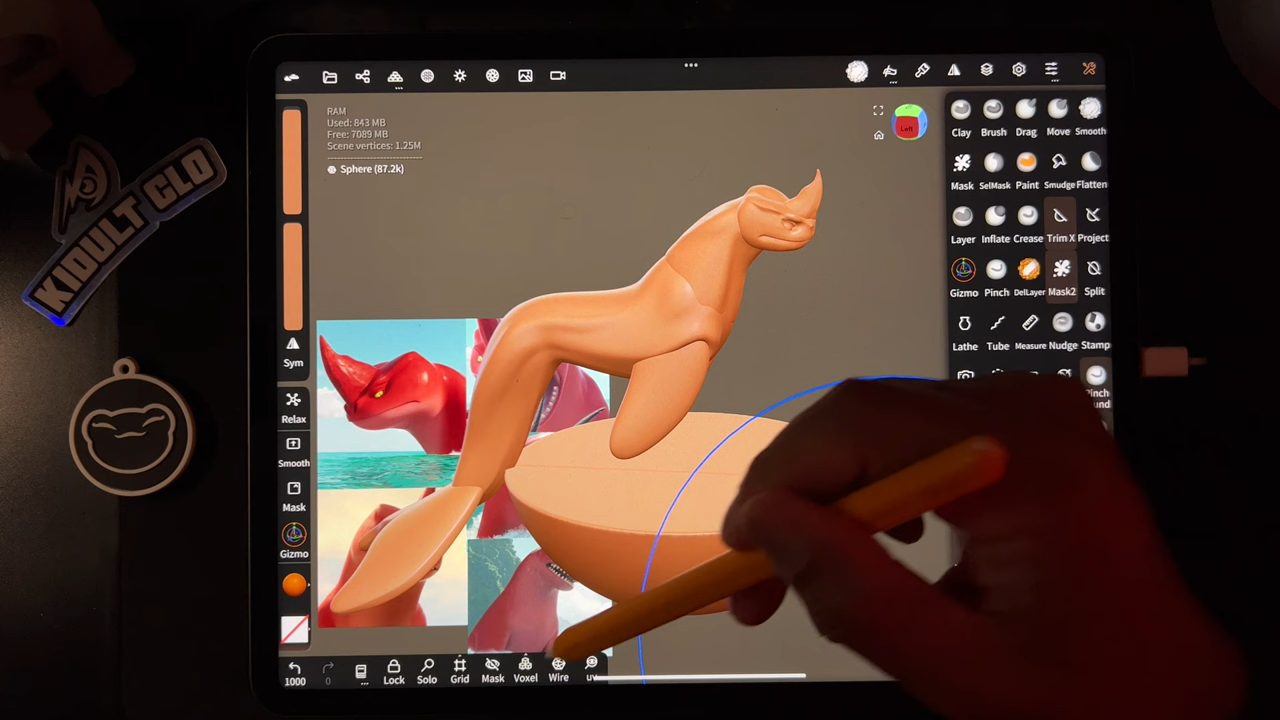 KIDULT CLO
RAM
Used: 843 MB
Free: 7089 MB
Scene vertices: 1.25M
Sphere (87.2k)
Left
Clay Brush Drag Move Smooth
Mask SelMask Paint Smudge Flatten
Layer Inflate Crease Trim X Project
Gizmo Pinch DelLayer Mask2 Split
Lathe Tube Measure Nudge Stamp
Sym
Relax
Smooth
Mask
Gizmo
1000 0 Lock Solo Grid Mask Voxel Wire uv